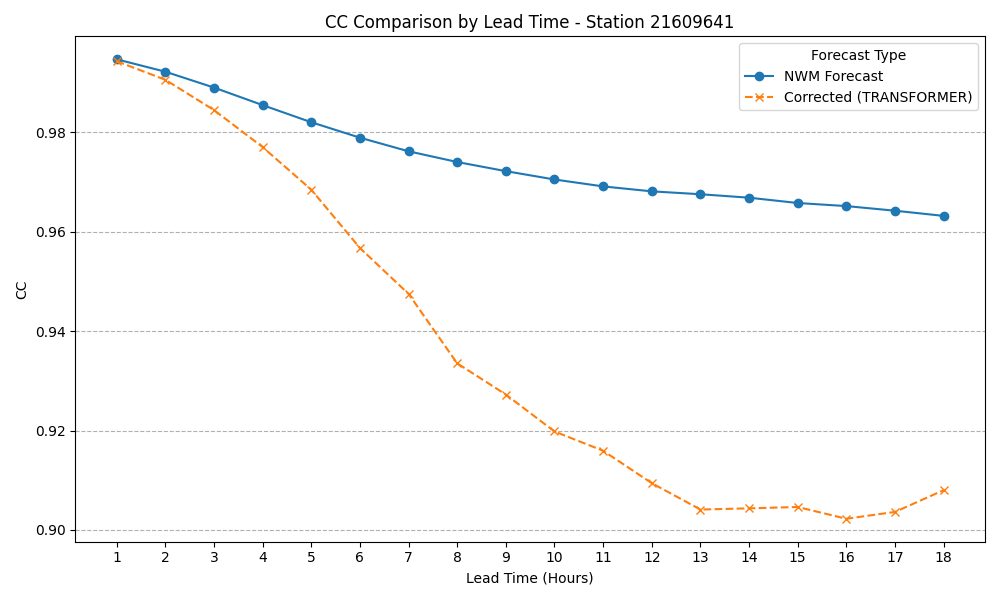 CC Comparison by Lead Time - Station 21609641
Forecast Type
NWM Forecast
Corrected (TRANSFORMER)
CC
0.98
0.96
0.94
0.92
0.90
1 2 3 4 5 6 7 8 9 10 11 12 13 14 15 16 17 18
Lead Time (Hours)